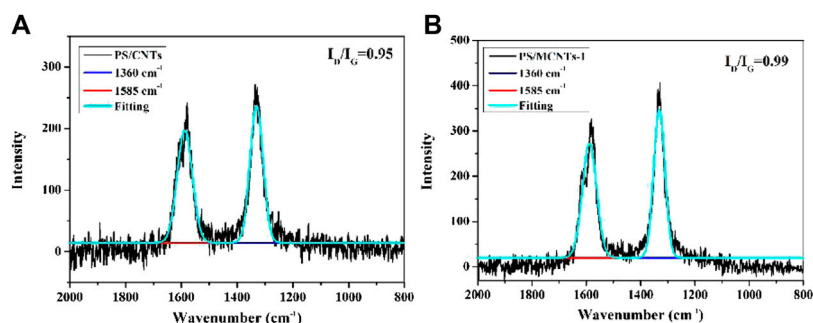 A
PS/CNTs
1360 cm⁻¹
1585 cm⁻¹
Fitting
I_D/I_G=0.95
Intensity
300
200
100
0
2000 1600 1400 1200 1000 800
Wavenumber (cm⁻¹)
B
PS/MCNTs-1
1360 cm⁻¹
1585 cm⁻¹
Fitting
I_D/I_G=0.99
Intensity
500
400
300
200
100
0
2000 1600 1400 1200 1000 800
Wavenumber (cm⁻¹)